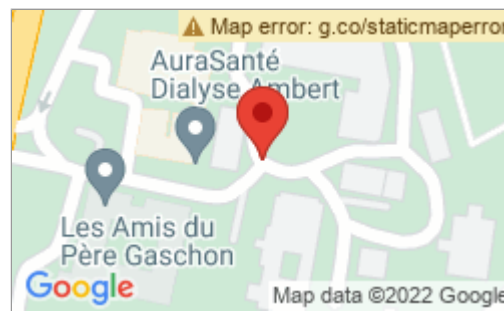 Map error: g.co/staticmaperror
AuraSanté
Dialyse Ambert
Les Amis du
Père Gaschon
Google
Map data ©2022 Google